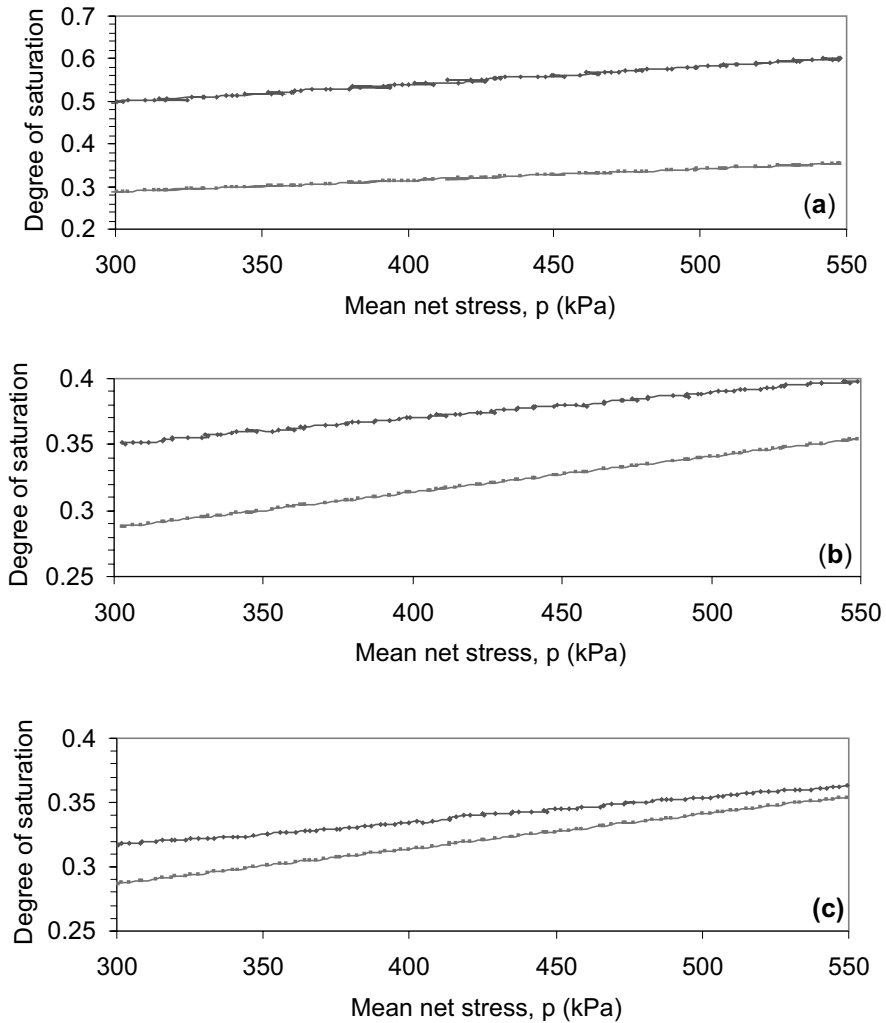 Degree of saturation
0.7
0.6
0.5
0.4
0.3
0.2
(a)
300 350 400 450 500 550
Mean net stress, p (kPa)
Degree of saturation
0.4
0.35
0.3
0.25
(b)
300 350 400 450 500 550
Mean net stress, p (kPa)
Degree of saturation
0.4
0.35
0.3
0.25
(c)
300 350 400 450 500 550
Mean net stress, p (kPa)